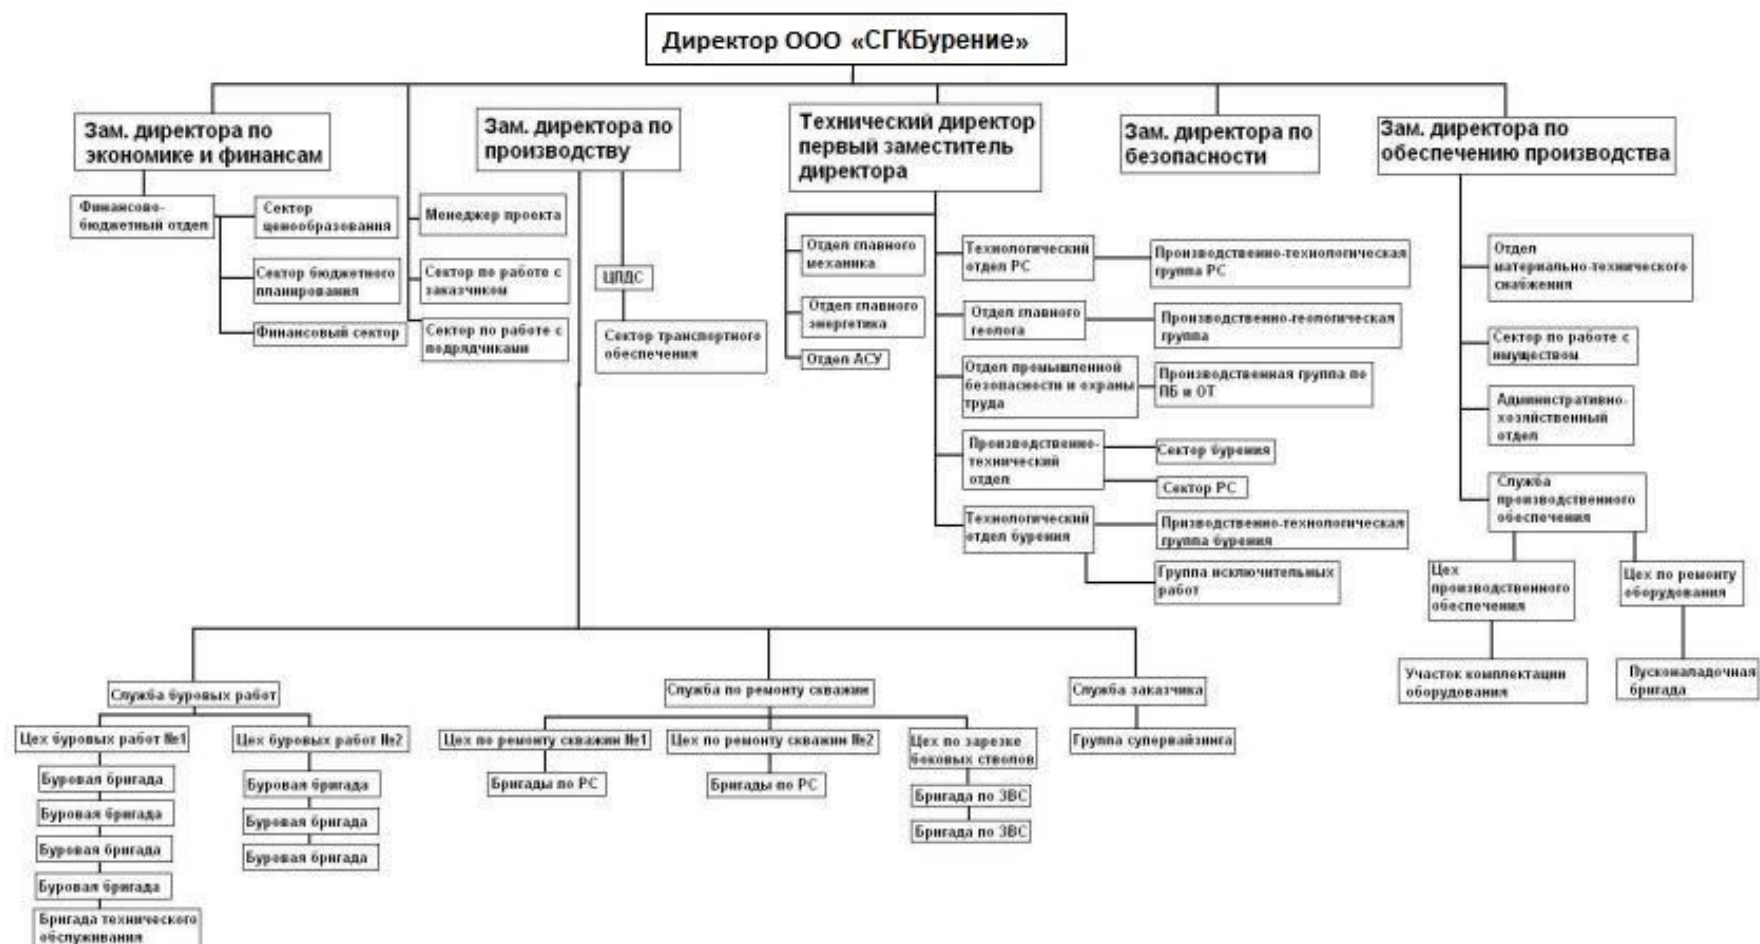 Директор ООО «СГКБурение»
Зам. директора по
экономике и финансам
Зам. директора по
производству
Технический директор
первый заместитель
директора
Зам. директора по
безопасности
Зам. директора по
обеспечению производства
Финансово-
бюджетный отдел
Сектор
ценообразования
Сектор бюджетного
планирования
Финансовый сектор
Менеджер проекта
Сектор по работе с
заказчиком
Сектор по работе с
подрядчиками
ЦПДС
Сектор транспортного
обеспечения
Отдел главного
механика
Отдел главного
энергетика
Отдел АСУ
Технологический
отдел РС
Производственно-технологическая
группа РС
Отдел главного
геолога
Производственно-геологическая
группа
Отдел промышленной
безопасности и охраны
труда
Производственная группа по
ПБ и ОТ
Производственно-
технический
отдел
Сектор бурения
Сектор РС
Технологический
отдел бурения
Призводственно-технологическая
группа бурения
Группа исключительных
работ
Отдел
материально-технического
снабжения
Сектор по работе с
имуществом
Административно-
хозяйственный
отдел
Служба
производственного
обеспечения
Цех
производственного
обеспечения
Цех по ремонту
оборудования
Участок комплектации
оборудования
Пусконаладочная
бригада
Служба буровых работ
Цех буровых работ №1
Буровая бригада
Буровая бригада
Буровая бригада
Буровая бригада
Бригада технического
обслуживания
Цех буровых работ №2
Буровая бригада
Буровая бригада
Буровая бригада
Служба по ремонту скважин
Цех по ремонту скважин №1
Бригады по РС
Цех по ремонту скважин №2
Бригады по РС
Цех по зарезке
боковых стволов
Бригада по ЗВС
Бригада по ЗВС
Служба заказчика
Группа супервайзинга